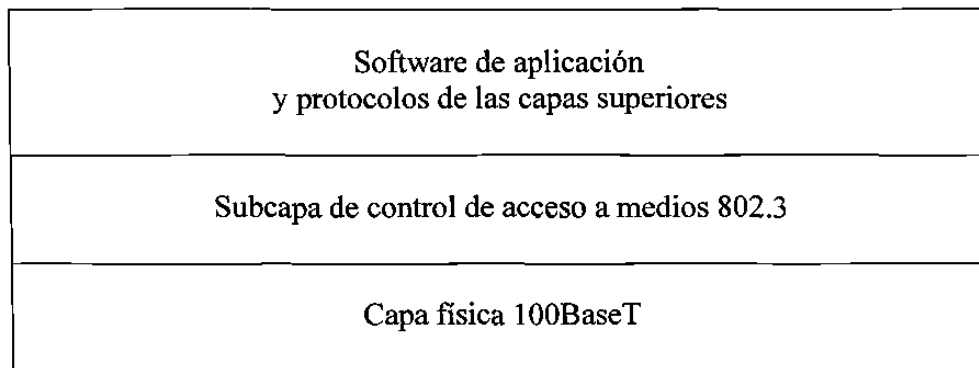 Software de aplicación
y protocolos de las capas superiores
Subcapa de control de acceso a medios 802.3
Capa física 100BaseT